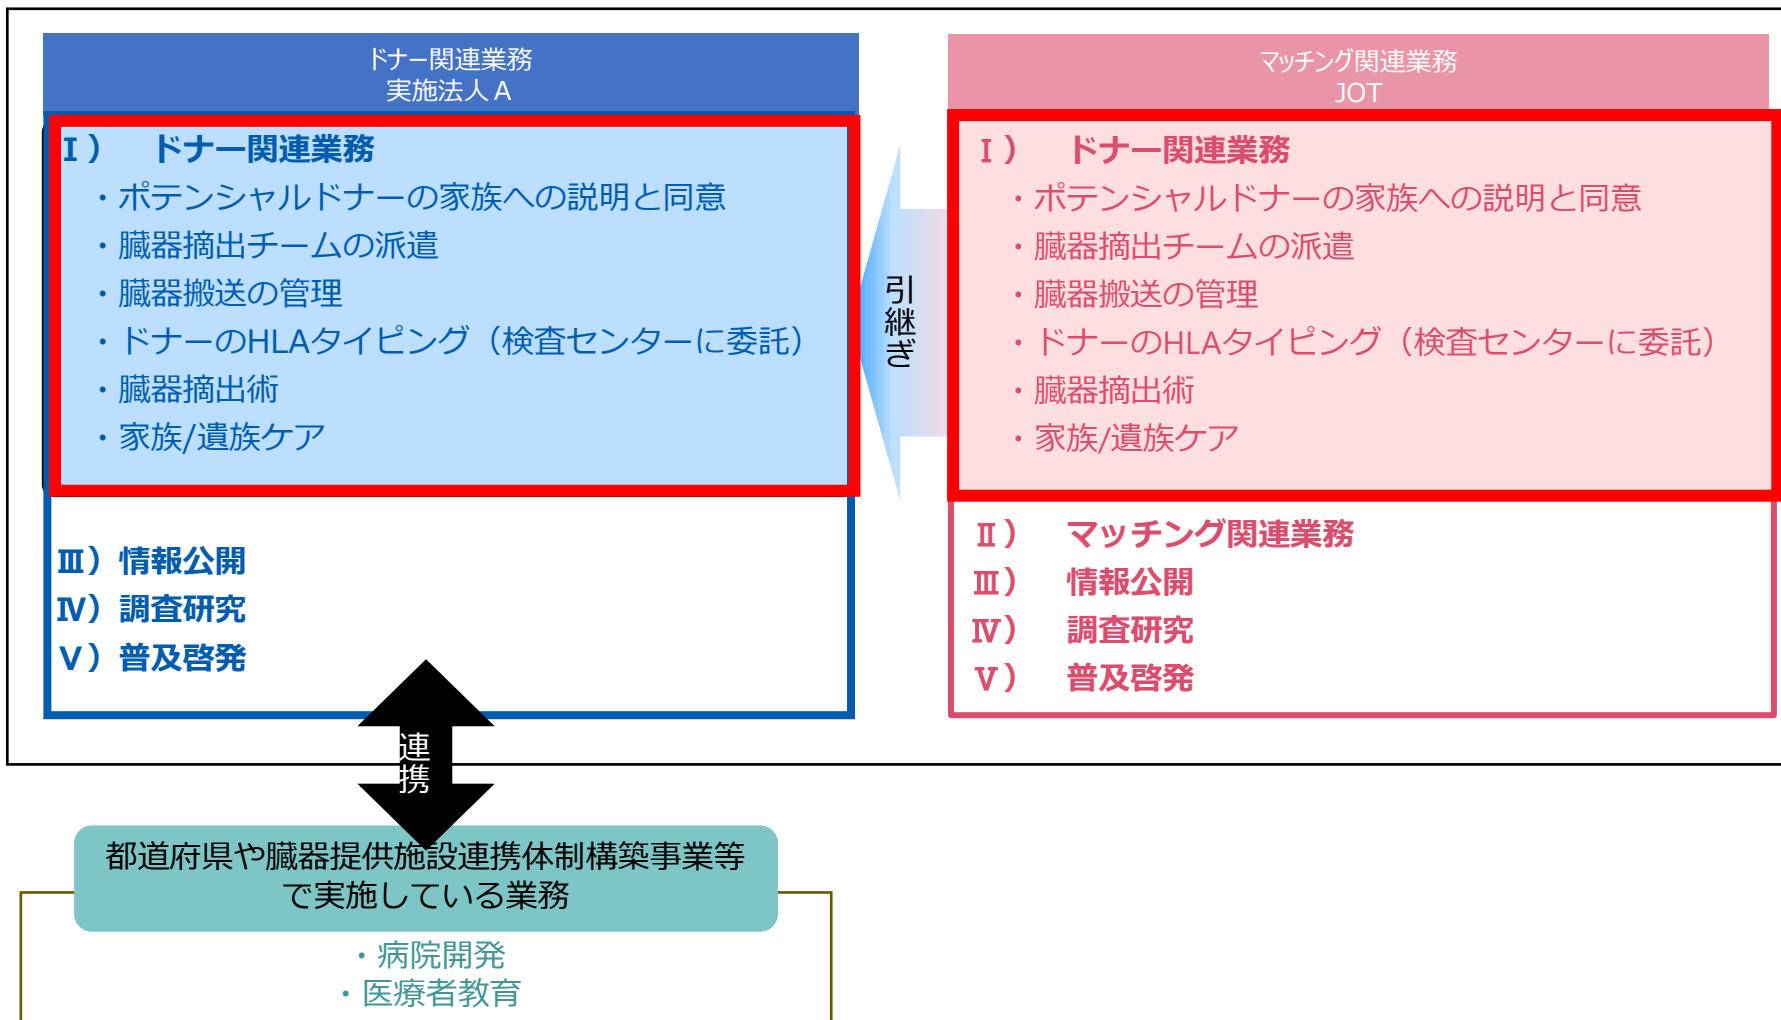 ドナー関連業務
実施法人A
Ⅰ）　ドナー関連業務
・ポテンシャルドナーの家族への説明と同意
・臓器摘出チームの派遣
・臓器搬送の管理
・ドナーのHLAタイピング（検査センターに委託）
・臓器摘出術
・家族/遺族ケア
Ⅲ）情報公開
Ⅳ）調査研究
Ⅴ）普及啓発
引継ぎ
マッチング関連業務
JOT
Ⅰ）　ドナー関連業務
・ポテンシャルドナーの家族への説明と同意
・臓器摘出チームの派遣
・臓器搬送の管理
・ドナーのHLAタイピング（検査センターに委託）
・臓器摘出術
・家族/遺族ケア
Ⅱ）　マッチング関連業務
Ⅲ）　情報公開
Ⅳ）　調査研究
Ⅴ）　普及啓発
連携
都道府県や臓器提供施設連携体制構築事業等
で実施している業務
・病院開発
・医療者教育